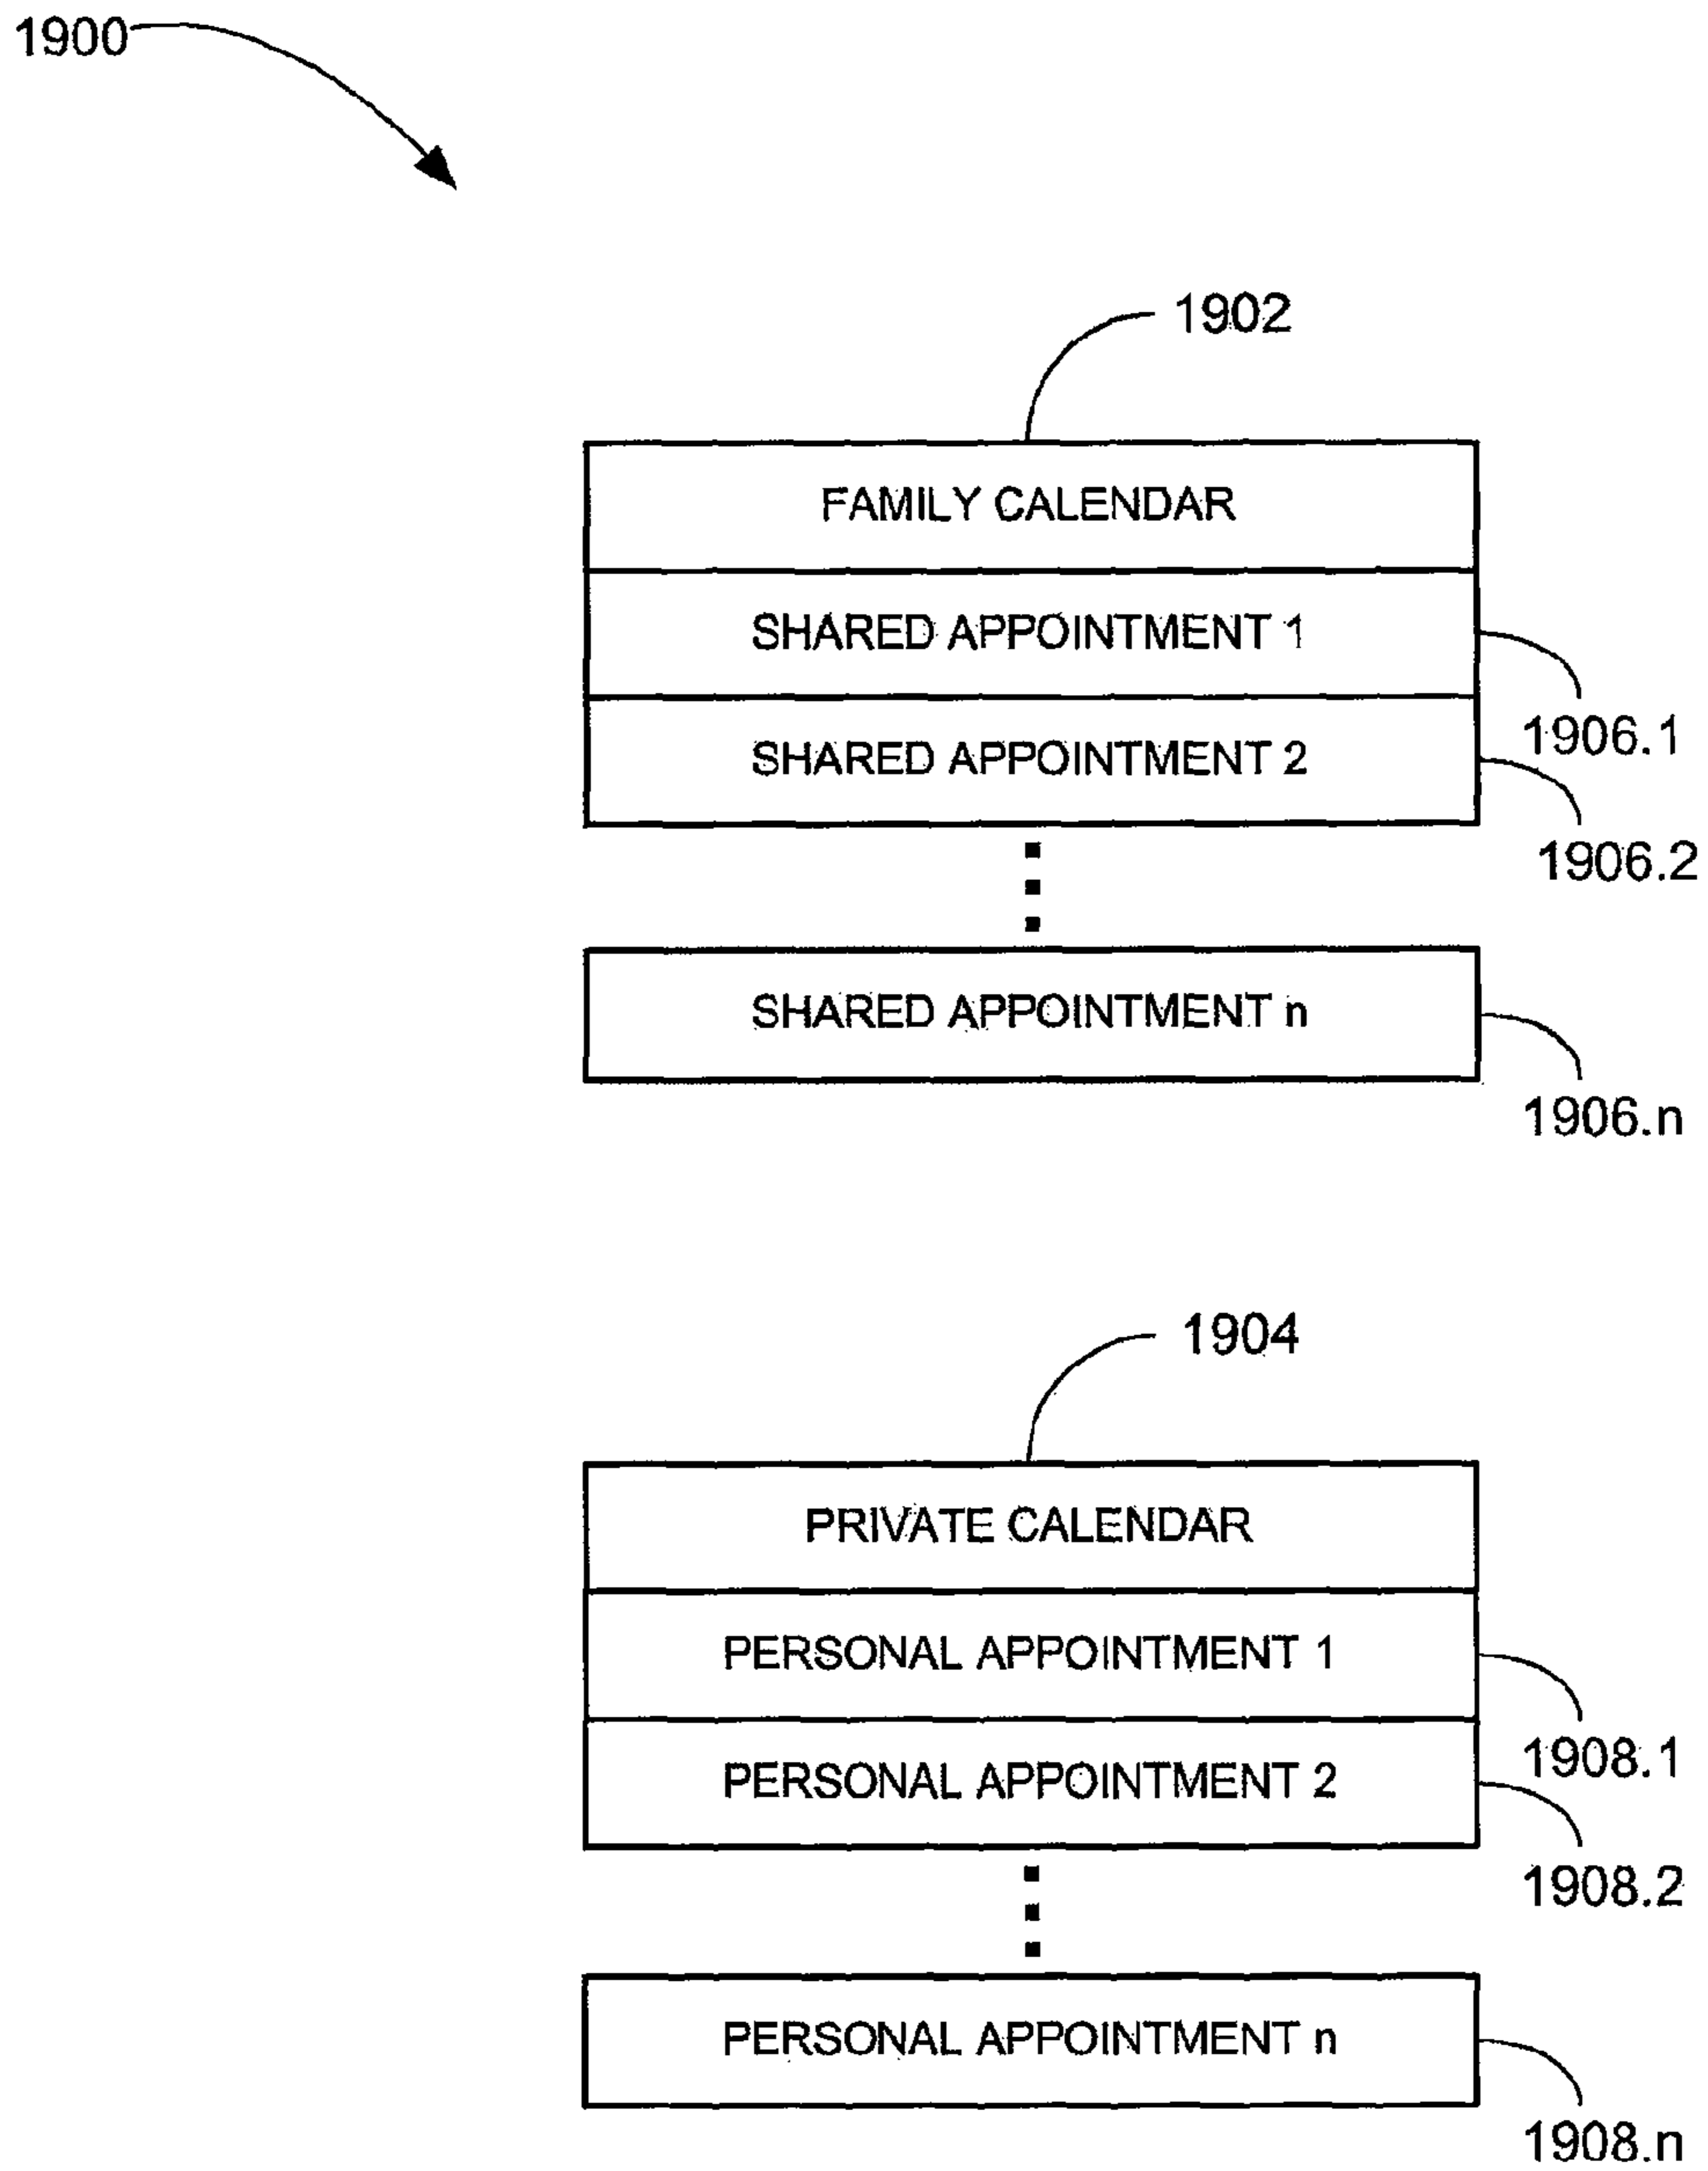 1900
1902
FAMILY CALENDAR
SHARED APPOINTMENT 1
1906.1
SHARED APPOINTMENT 2
1906.2
SHARED APPOINTMENT n
1906.n
1904
PRIVATE CALENDAR
PERSONAL APPOINTMENT 1
1908.1
PERSONAL APPOINTMENT 2
1908.2
PERSONAL APPOINTMENT n
1908.n